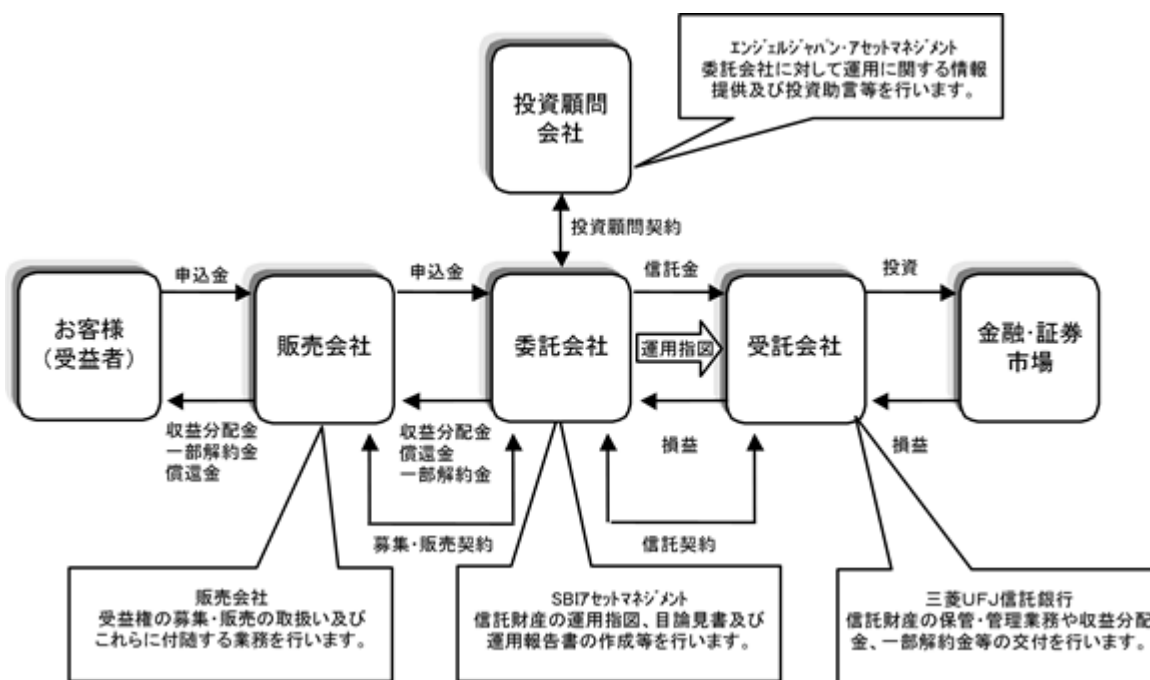 エンジェルジャパン・アセットマネジメント
委託会社に対して運用に関する情報
提供及び投資助言等を行います。
投資顧問
会社
投資顧問契約
申込金
申込金
信託金
投資
お客様
（受益者）
販売会社
委託会社
運用指図
受託会社
金融・証券
市場
収益分配金
一部解約金
償還金
収益分配金
償還金
一部解約金
損益
損益
募集・販売契約
信託契約
販売会社
受益権の募集・販売の取扱い及び
これらに付随する業務を行います。
SBIアセットマネジメント
信託財産の運用指図、目論見書及び
運用報告書の作成等を行います。
三菱UFJ信託銀行
信託財産の保管・管理業務や収益分配
金、一部解約金等の交付を行います。